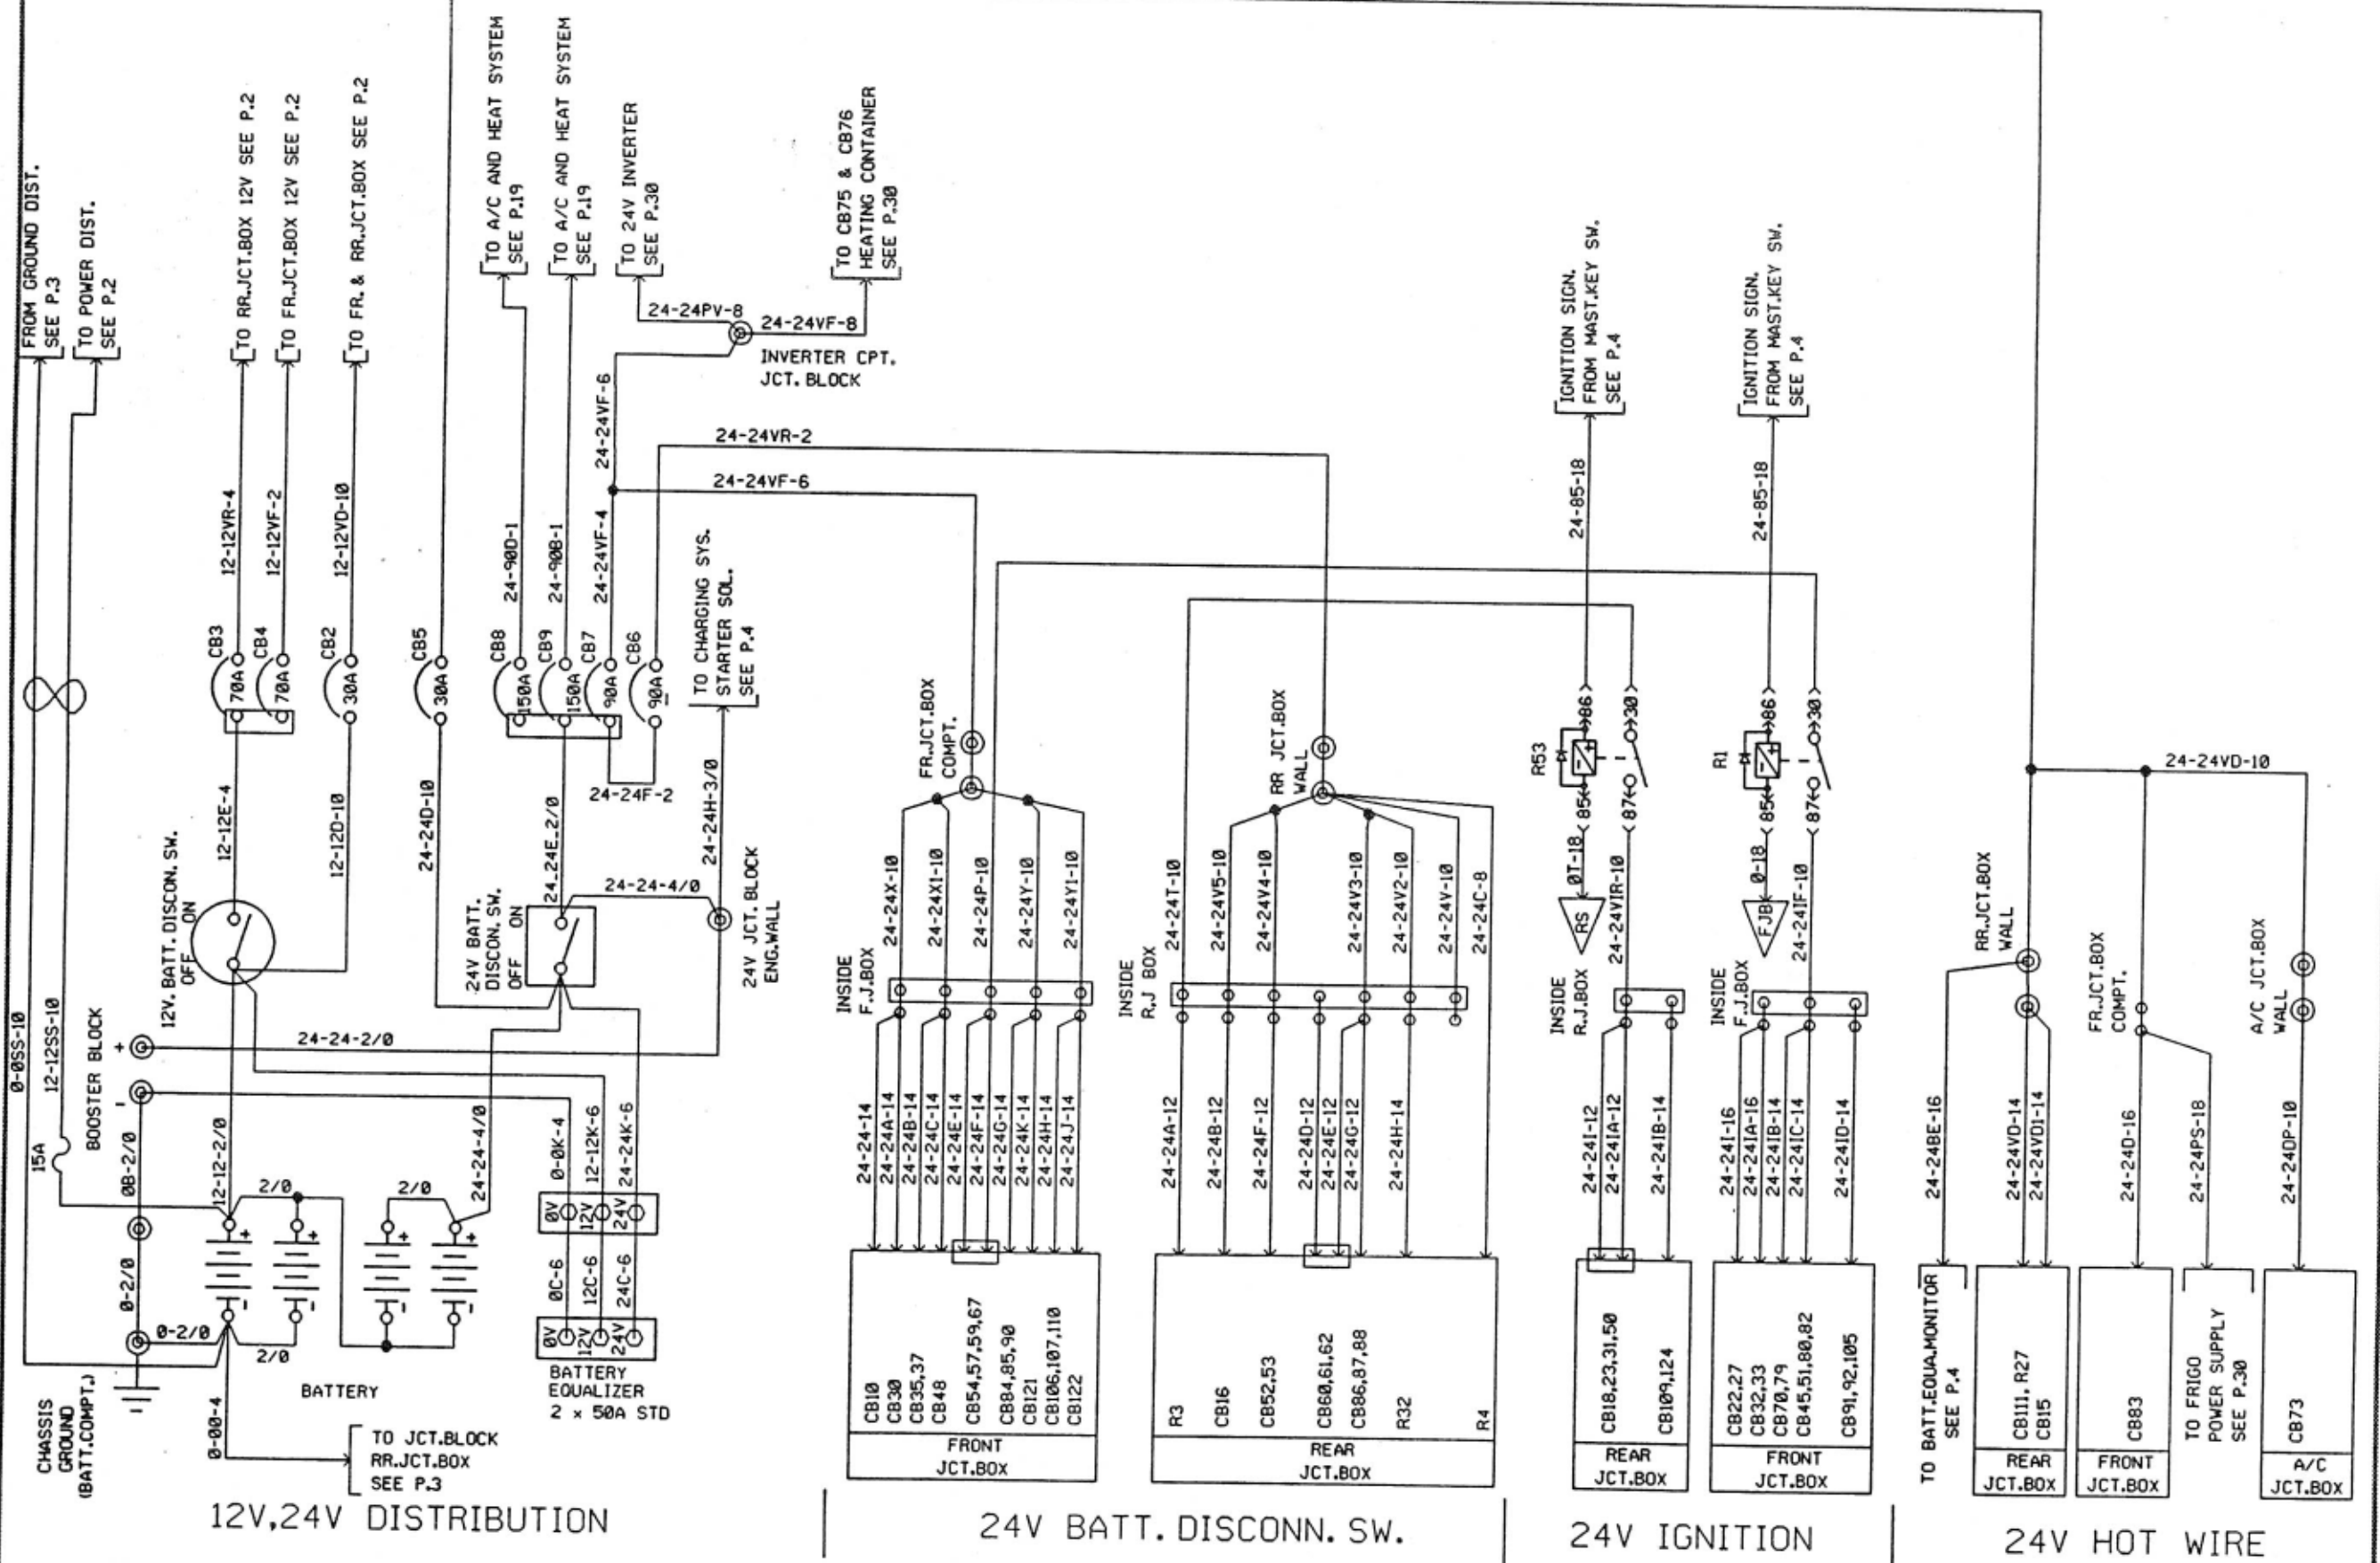 FROM GROUND DIST.
SEE P.3
TO POWER DIST.
SEE P.2
TO RR.JCT.BOX 12V SEE P.2
TO FR.JCT.BOX 12V SEE P.2
TO FR. & RR.JCT.BOX SEE P.2
TO A/C AND HEAT SYSTEM
SEE P.19
TO A/C AND HEAT SYSTEM
SEE P.19
TO 24V INVERTER
SEE P.30
TO CB75 & CB76
HEATING CONTAINER
SEE P.30
24-24PV-8
24-24VF-8
INVERTER CPT.
JCT. BLOCK
24-24VF-6
24-24VR-2
24-24VF-6
12-12VR-4
12-12VF-2
12-12VD-10
24-90D-1
24-90B-1
24-24VF-4
CB3
70A
CB4
70A
CB2
30A
CB5
30A
CB8
150A
CB9
150A
CB7
90A
CB6
90A
TO CHARGING SYS.
STARTER SOL.
SEE P.4
12-12E-4
12-12D-10
24-24D-10
24-24E-2/0
24-24F-2
24-24H-3/0
12V. BATT. DISCON. SW.
OFF
ON
24V BATT.
DISCON. SW.
OFF
ON
24-24-4/0
24V JCT. BLOCK
ENG.WALL
0-0SS-10
12-12SS-10
15A
BOOSTER BLOCK
+
-
24-24-2/0
0B-2/0
0-2/0
0-2/0
12-12-2/0
2/0
2/0
2/0
24-24-4/0
+
+
+
+
-
-
-
-
0-0K-4
12-12K-6
24-24K-6
0V
12V
24V
0C-6
12C-6
24C-6
0V
12V
24V
BATTERY
EQUALIZER
2 x 50A STD
BATTERY
CHASSIS
GROUND
(BATT.COMPT.)
0-00-4
TO JCT.BLOCK
RR.JCT.BOX
SEE P.3
12V,24V DISTRIBUTION
FR.JCT.BOX
COMPT.
INSIDE
F.J.BOX
24-24X-10
24-24X1-10
24-24P-10
24-24Y-10
24-24Y1-10
24-24-14
24-24A-14
24-24B-14
24-24C-14
24-24E-14
24-24F-14
24-24G-14
24-24K-14
24-24H-14
24-24J-14
CB10
CB30
CB35,37
CB48
CB54,57,59,67
CB84,85,90
CB121
CB106,107,110
CB122
FRONT
JCT.BOX
RR JCT.BOX
WALL
INSIDE
R.J BOX
24-24T-10
24-24V5-10
24-24V4-10
24-24V3-10
24-24V2-10
24-24V-10
24-24C-8
24-24A-12
24-24B-12
24-24F-12
24-24D-12
24-24E-12
24-24G-12
24-24H-14
R3
CB16
CB52,53
CB60,61,62
CB86,87,88
R32
R4
REAR
JCT.BOX
24V BATT. DISCONN. SW.
IGNITION SIGN.
FROM MAST.KEY SW.
SEE P.4
24-85-18
R53
86
30
85
87
0T-18
RS
24-24VIR-10
INSIDE
R.J.BOX
24-24I-12
24-24IA-12
24-24IB-14
CB18,23,31,50
CB109,124
REAR
JCT.BOX
IGNITION SIGN.
FROM MAST.KEY SW.
SEE P.4
24-85-18
R1
86
30
85
87
0-18
FJB
24-24IF-10
INSIDE
F.J.BOX
24-24I-16
24-24IA-16
24-24IB-14
24-24IC-14
24-24ID-14
CB22,27
CB32,33
CB70,79
CB45,51,80,82
CB91,92,105
FRONT
JCT.BOX
24V IGNITION
24-24VD-10
RR.JCT.BOX
WALL
FR.JCT.BOX
COMPT.
A/C JCT.BOX
WALL
24-24BE-16
24-24VD-14
24-24VD1-14
24-24D-16
24-24PS-18
24-24DP-10
TO BATT.EQUA.MONITOR
SEE P.4
CB111, R27
CB15
REAR
JCT.BOX
CB83
FRONT
JCT.BOX
TO FRIGO
POWER SUPPLY
SEE P.30
CB73
A/C
JCT.BOX
24V HOT WIRE